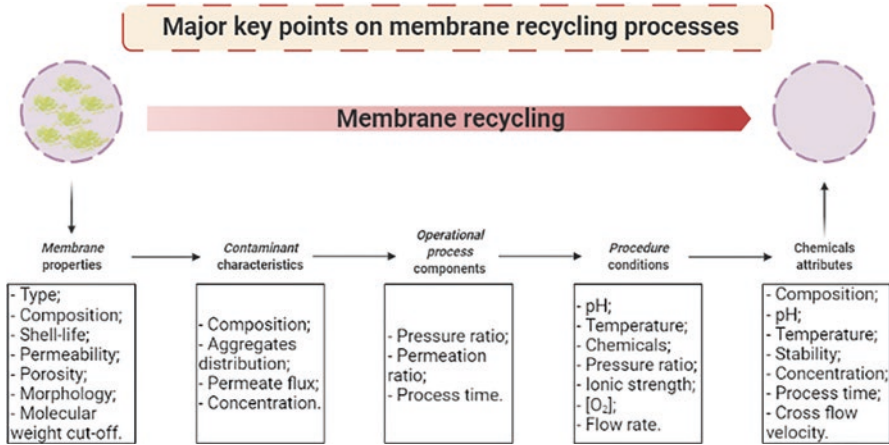 Major key points on membrane recycling processes
Membrane recycling
Membrane
properties
- Type;
- Composition;
- Shell-life;
- Permeability;
- Porosity;
- Morphology;
- Molecular
weight cut-off.
Contaminant
characteristics
- Composition;
- Aggregates
distribution;
- Permeate flux;
- Concentration.
Operational
process
components
- Pressure ratio;
- Permeation
ratio;
- Process time.
Procedure
conditions
- pH;
- Temperature;
- Chemicals;
- Pressure ratio;
- Ionic strength;
- [O₂];
- Flow rate.
Chemicals
attributes
- Composition;
- pH;
- Temperature;
- Stability;
- Concentration;
- Process time;
- Cross flow
velocity.